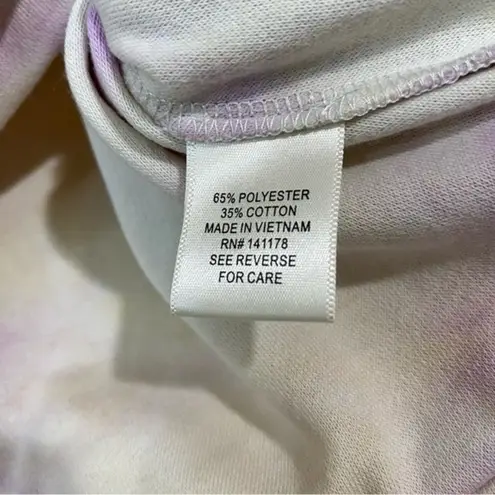 65% POLYESTER
35% COTTON
MADE IN VIETNAM
RN# 141178
SEE REVERSE
FOR CARE